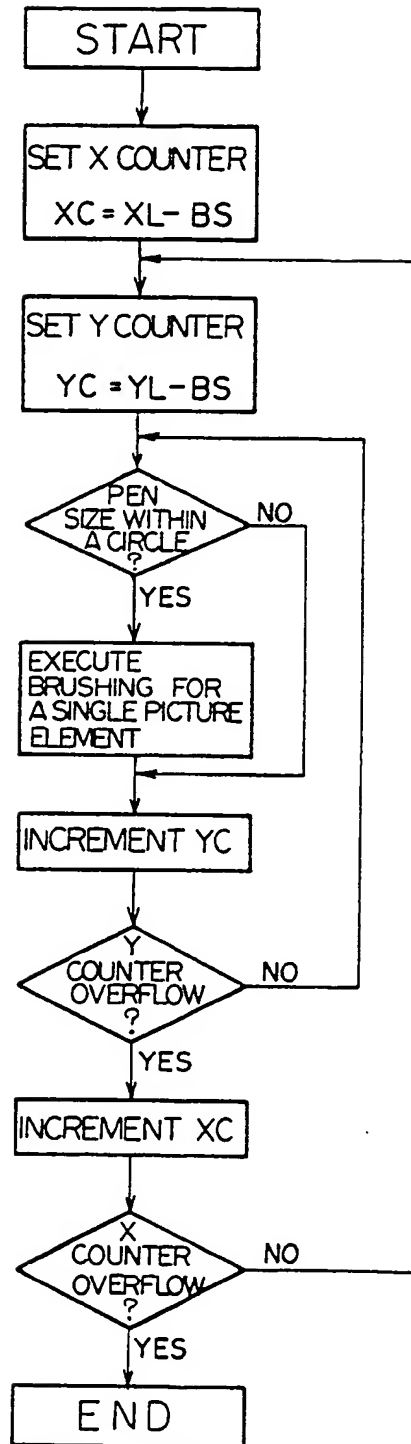 START
SET X COUNTER
XC = XL- BS
SET Y COUNTER
YC = YL- BS
PEN
SIZE WITHIN
A CIRCLE
?
NO
YES
EXECUTE
BRUSHING FOR
A SINGLE PICTURE
ELEMENT
INCREMENT YC
Y
COUNTER
OVERFLOW
?
NO
YES
INCREMENT XC
X
COUNTER
OVERFLOW
?
NO
YES
END